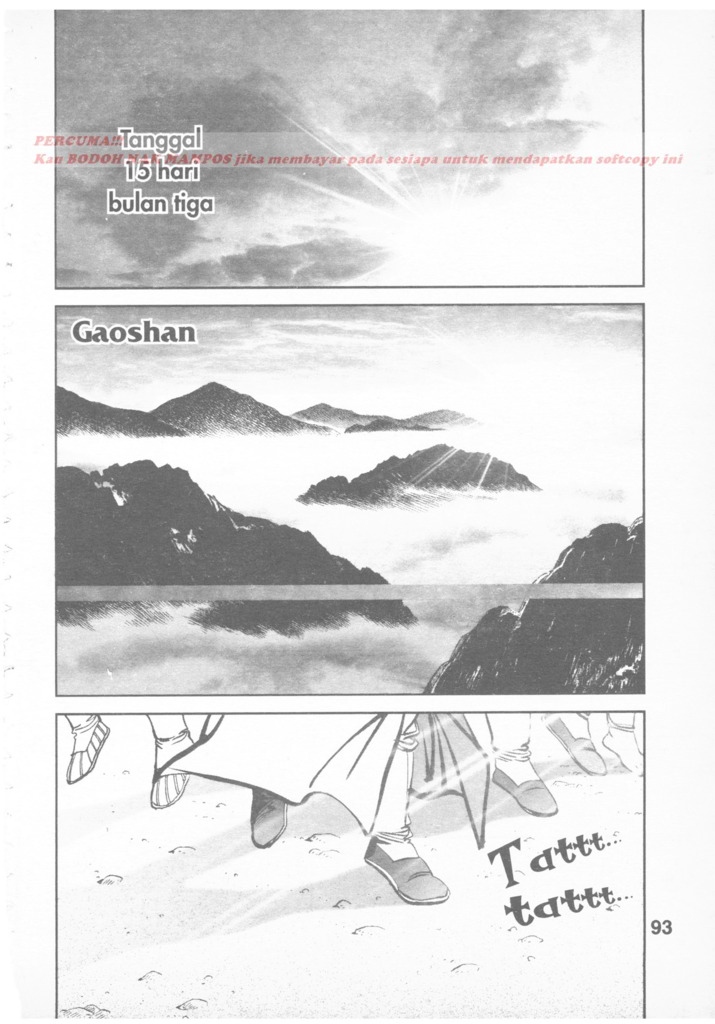 PERCUMA!!!
Kau BODOH NAK MAMPOS jika membayar pada sesiapa untuk mendapatkan softcopy ini
Tanggal
15 hari
bulan tiga
Gaoshan
Tattt...
tattt...
93